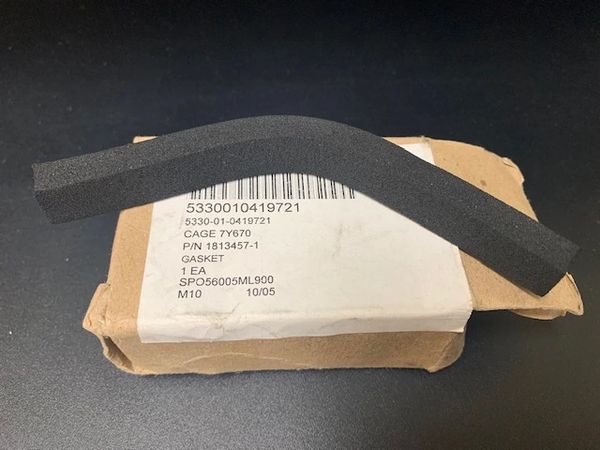 5330010419721
5330-01-0419721
CAGE 7Y670
P/N 1813457-1
GASKET
1 EA
SPO56005ML900
M10 10/05